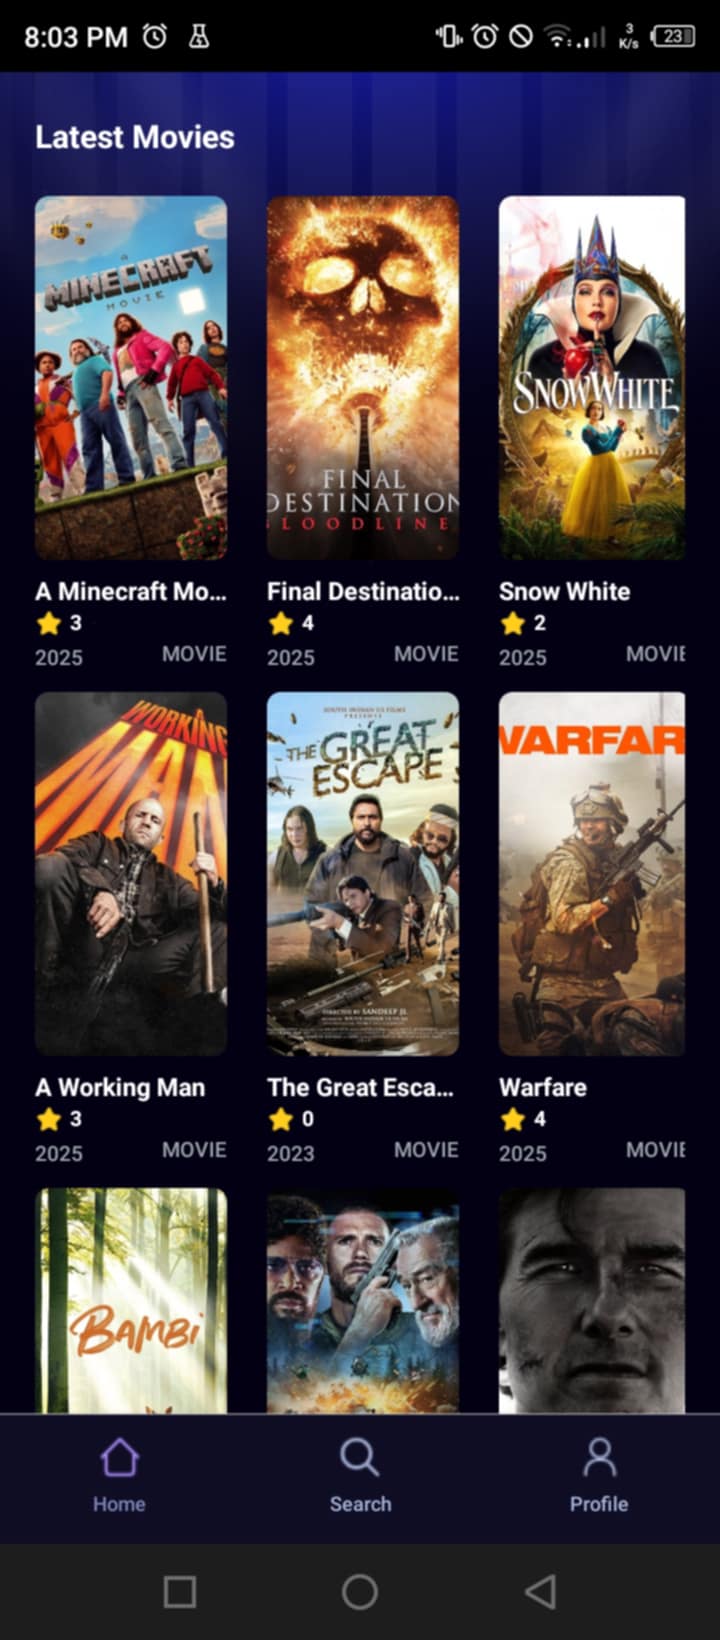 8:03 PM
3
K/s
23
Latest Movies
A
MINECRAFT
MOVIE
FINAL
DESTINATION
BLOODLINE
SNOW WHITE
A Minecraft Mo...
Final Destinatio...
Snow White
3
4
2
2025
MOVIE
2025
MOVIE
2025
MOVIE
WORKING
MAN
SOUTH INDIAN US FILMS
PRESENTS
THE GREAT
ESCAPE
DIRECTED BY SANDEEP JL
WARFAR
A Working Man
The Great Esca...
Warfare
3
0
4
2025
MOVIE
2023
MOVIE
2025
MOVIE
BAMBI
Home
Search
Profile